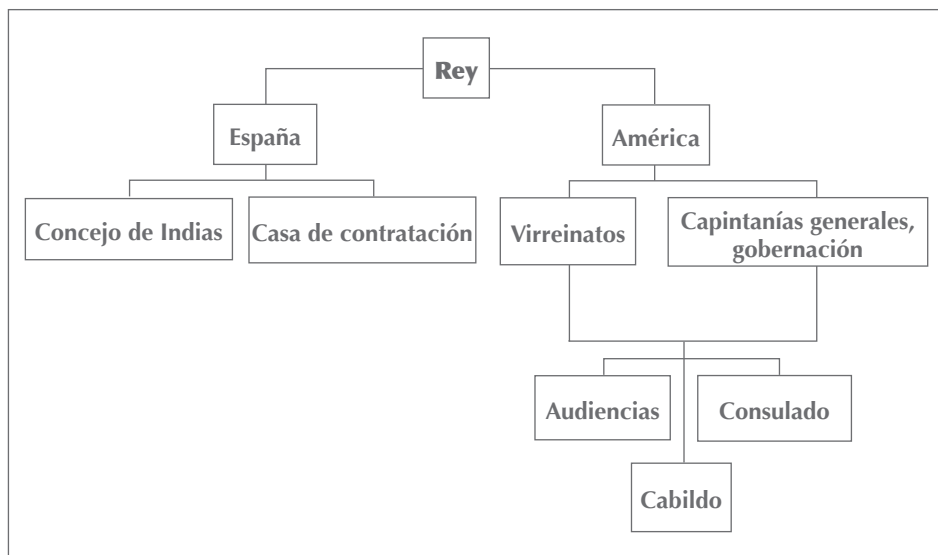 Rey
España
América
Concejo de Indias
Casa de contratación
Virreinatos
Capintanías generales,
gobernación
Audiencias
Consulado
Cabildo